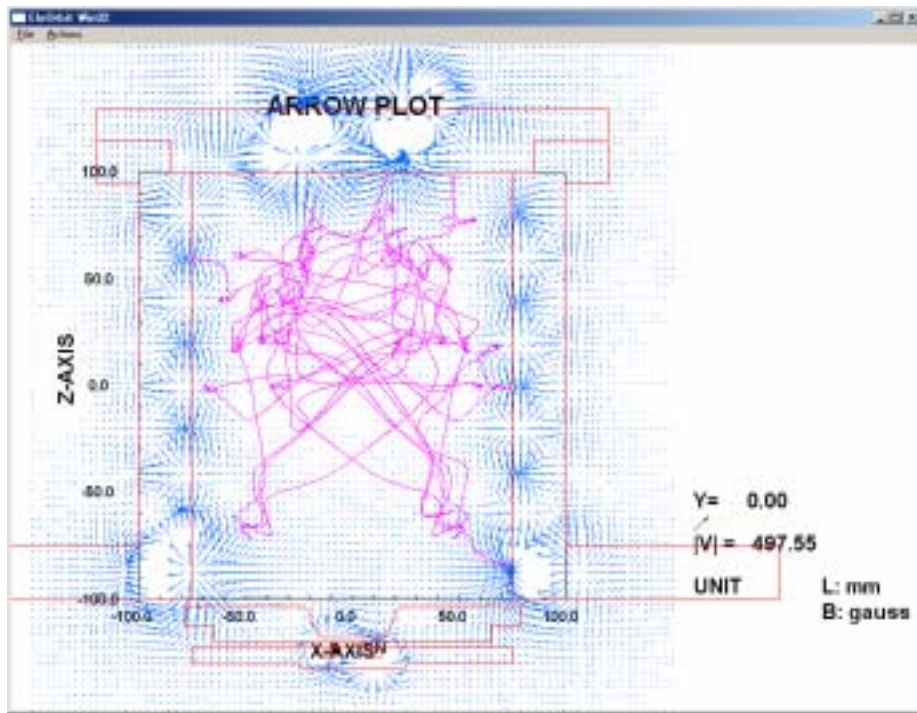 File Actions
ARROW PLOT
100.0
50.0
Z-AXIS
0.0
-50.0
-100.0
-100.0 -50.0 0.0 50.0 100.0
X-AXIS
Y= 0.00
|V| = 497.55
UNIT L: mm
B: gauss